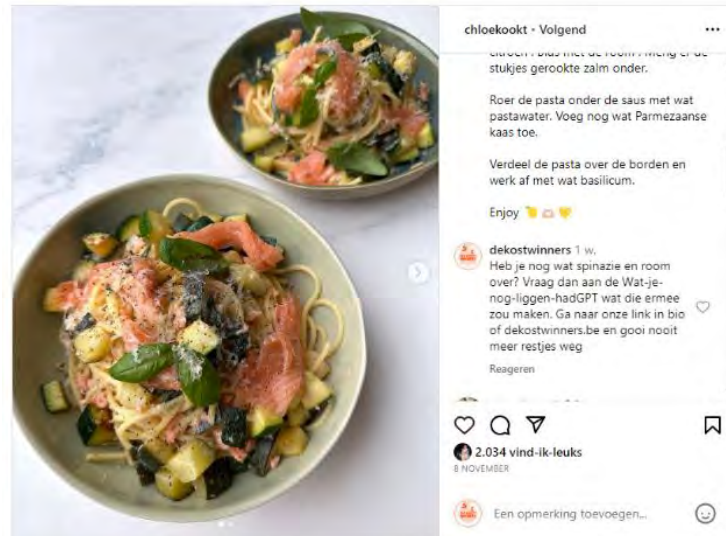 chloekookt • Volgend
stukjes gerookte zalm onder.
Roer de pasta onder de saus met wat
pastawater. Voeg nog wat Parmezaanse
kaas toe.
Verdeel de pasta over de borden en
werk af met wat basilicum.
Enjoy
dekostwinners 1 w.
Heb je nog wat spinazie en room
over? Vraag dan aan de Wat-je-
nog-liggen-hadGPT wat die ermee
zou maken. Ga naar onze link in bio
of dekostwinners.be en gooi nooit
meer restjes weg
Reageren
2.034 vind-ik-leuks
8 NOVEMBER
Een opmerking toevoegen...